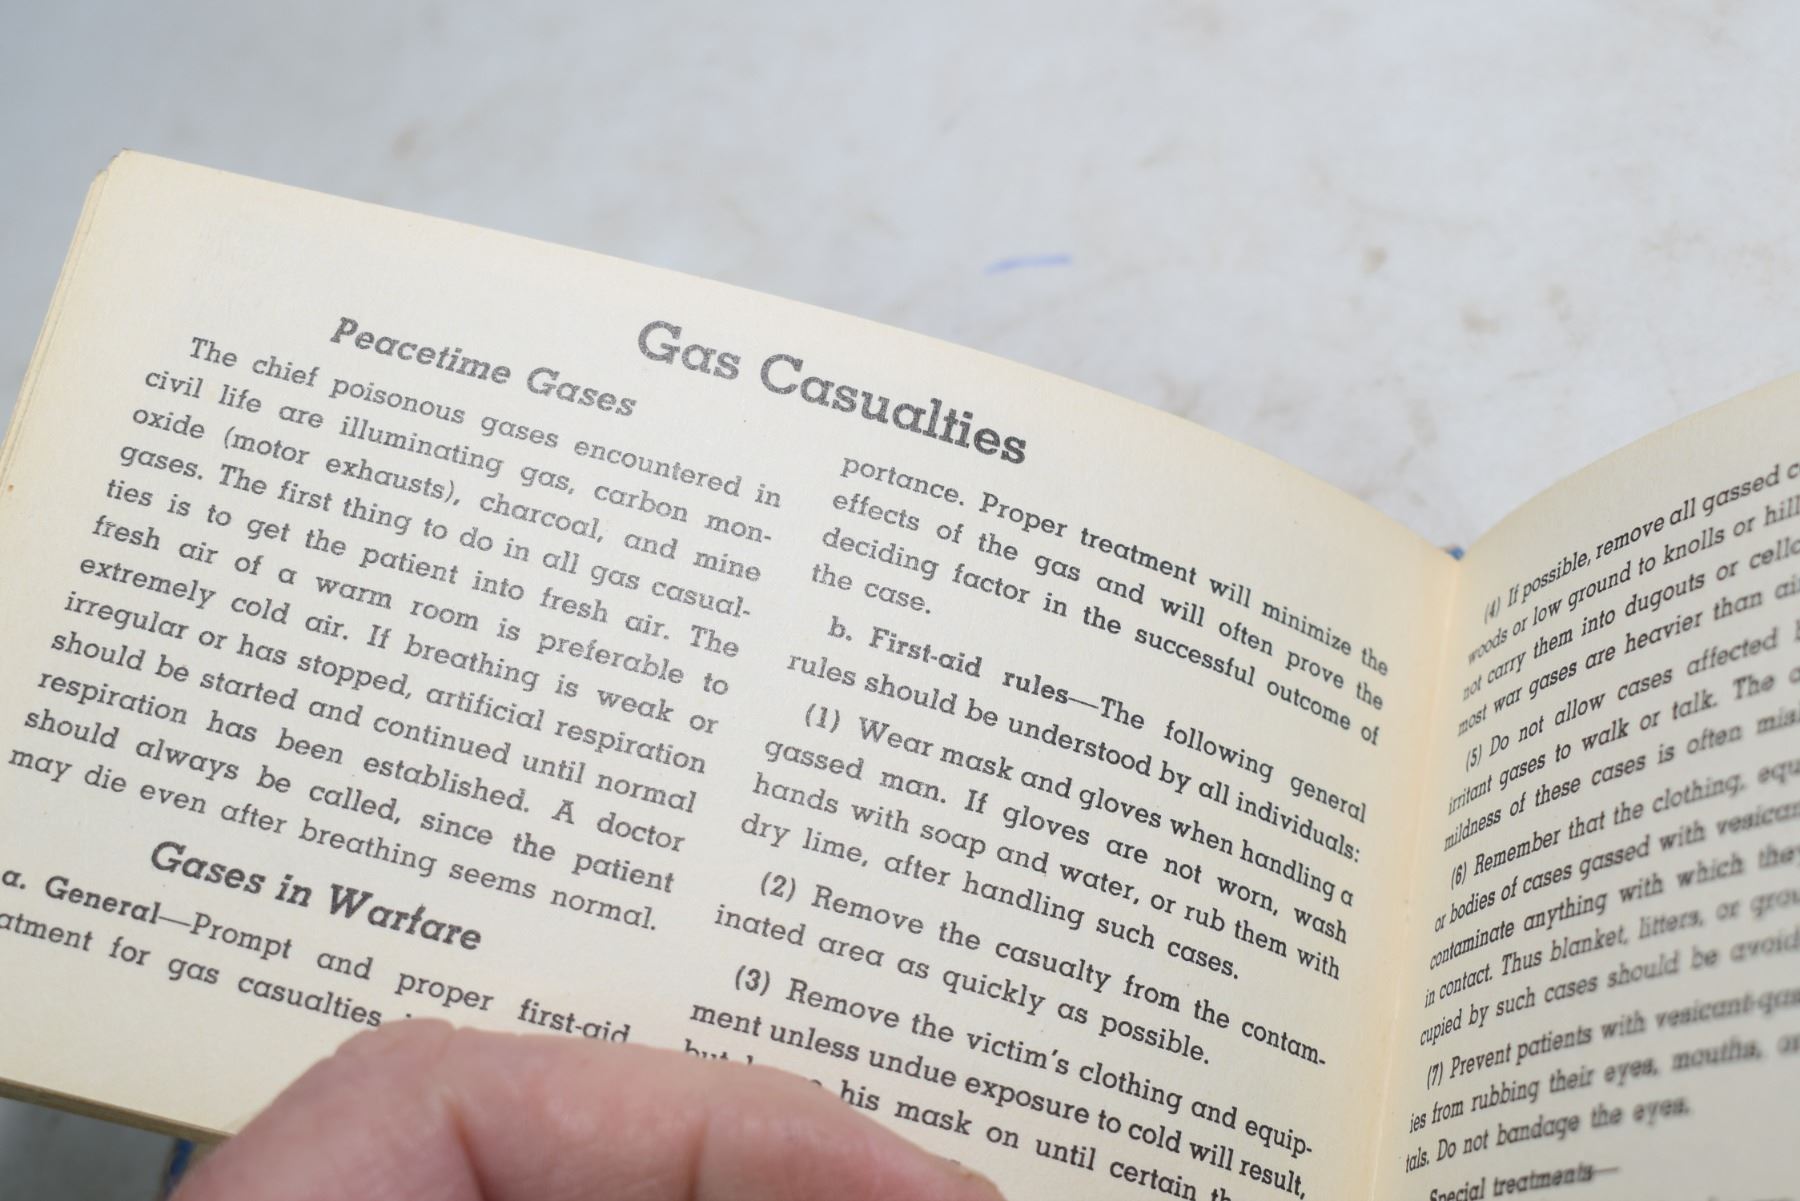 Gas Casualties
Peacetime Gases
The chief poisonous gases encountered in
civil life are illuminating gas, carbon mon-
oxide (motor exhausts), charcoal, and mine
gases. The first thing to do in all gas casual-
ties is to get the patient into fresh air. The
fresh air of a warm room is preferable to
extremely cold air. If breathing is weak or
irregular or has stopped, artificial respiration
should be started and continued until normal
respiration has been established. A doctor
should always be called, since the patient
may die even after breathing seems normal.
Gases in Warfare
a. General—Prompt and proper first-aid
atment for gas casualties
portance. Proper treatment will minimize the
effects of the gas and will often prove the
deciding factor in the successful outcome of
the case.
b. First-aid rules—The following general
rules should be understood by all individuals:
(1) Wear mask and gloves when handling a
gassed man. If gloves are not worn, wash
hands with soap and water, or rub them with
dry lime, after handling such cases.
(2) Remove the casualty from the contam-
inated area as quickly as possible.
(3) Remove the victim's clothing and equip-
ment unless undue exposure to cold will result,
but his mask on until certain
(4) If possible, remove all gassed
woods or low ground to knolls or
not carry them into dugouts or
most war gases are heavier than
(5) Do not allow cases affected
irritant gases to walk or talk. The
mildness of these cases is often
(6) Remember that the clothing,
or bodies of cases gassed with
contaminate anything with which
in contact. Thus blanket, litters, or
cupied by such cases should be
(7) Prevent patients with
ies from rubbing their eyes, mouths,
tals. Do not bandage the eyes.
Special treatments—